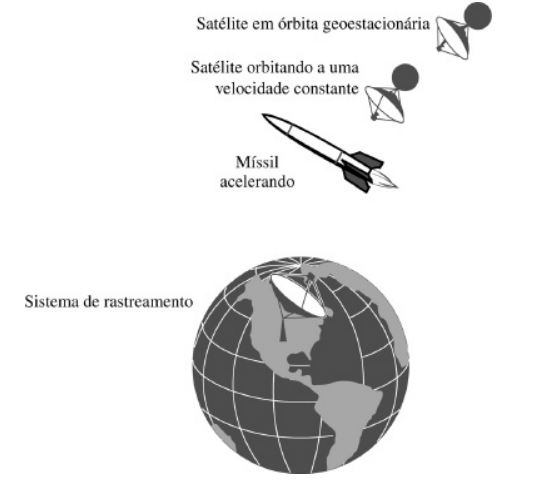 Satélite em órbita geoestacionária
Satélite orbitando a uma
velocidade constante
Míssil
acelerando
Sistema de rastreamento